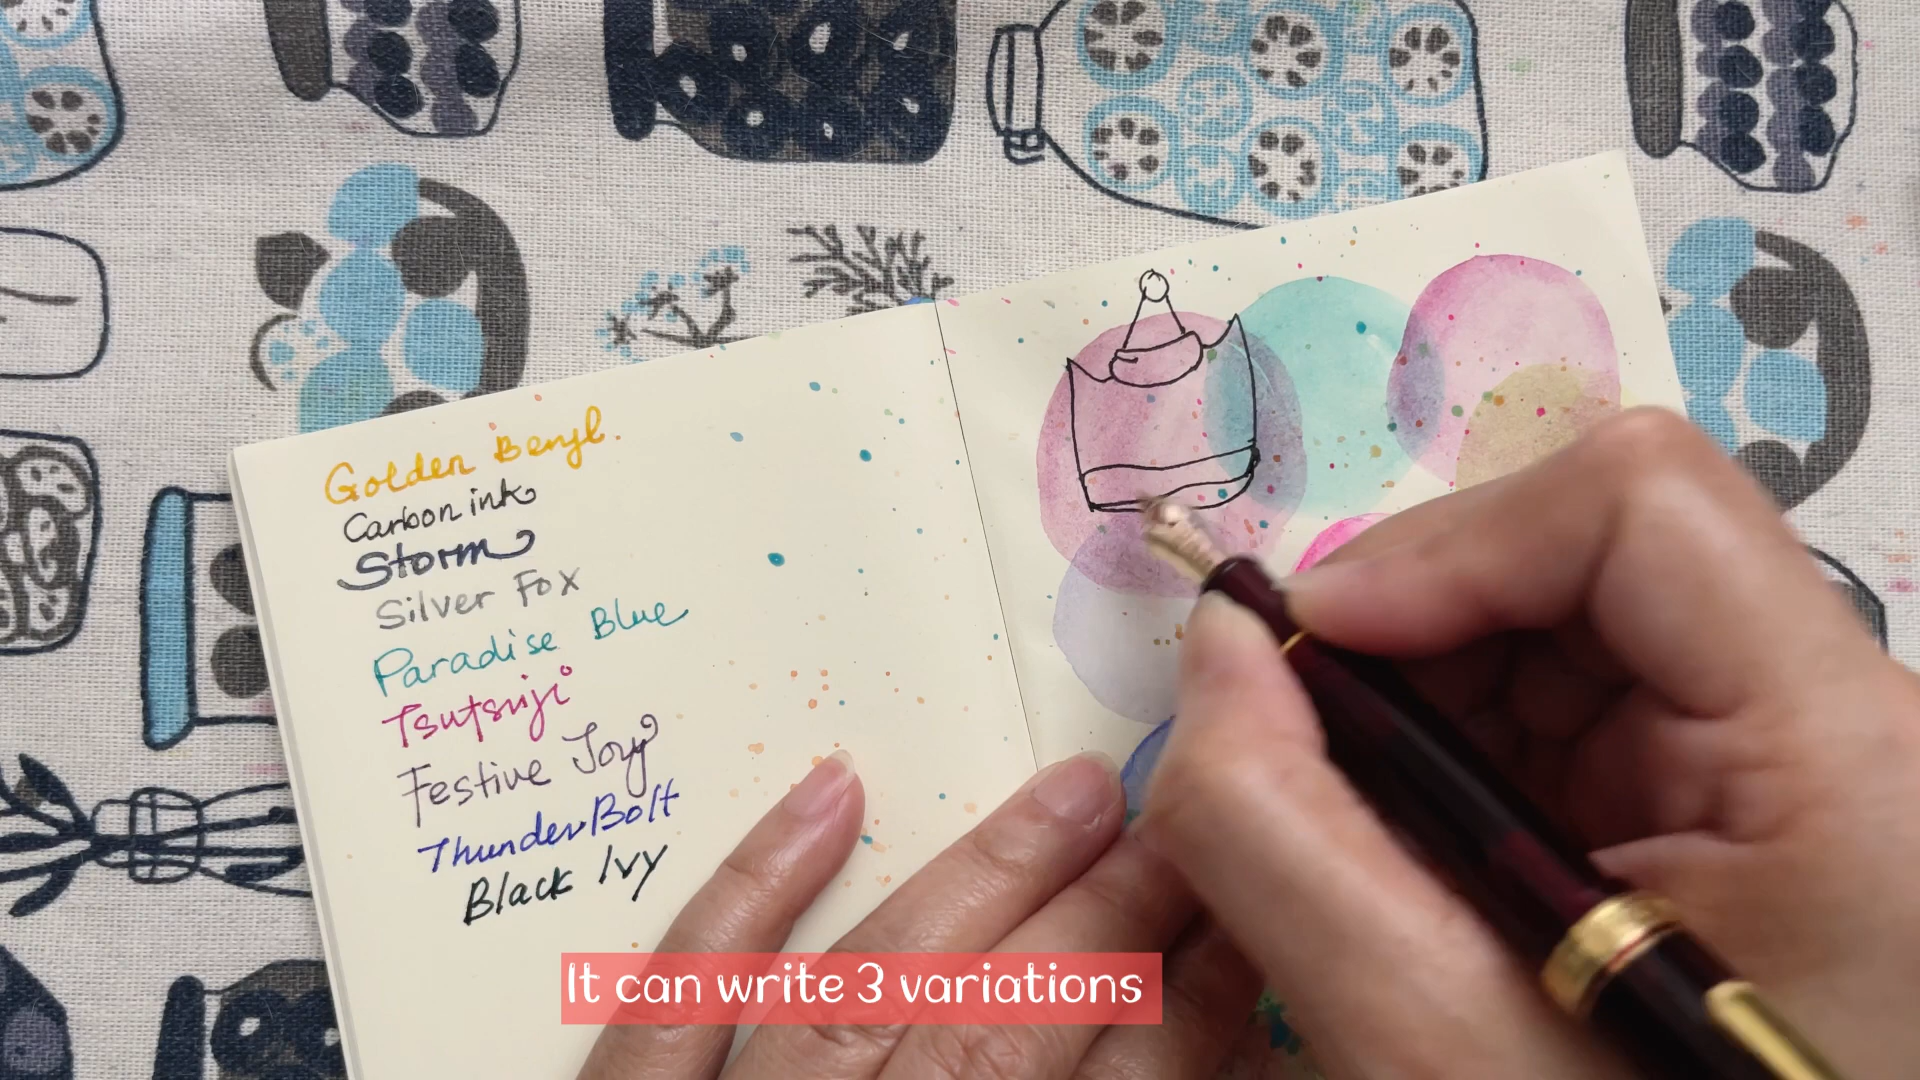 Golden Beryl.
Carbon ink
Storm
Silver Fox
Paradise Blue
Tsutsuji
Festive Joy
ThunderBolt
Black Ivy
It can write 3 variations